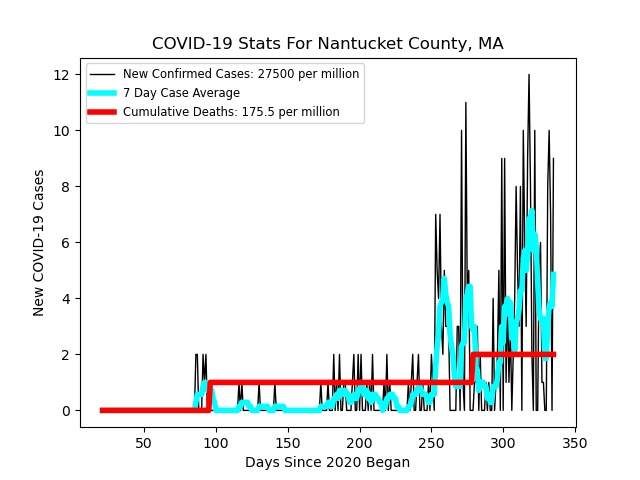 COVID-19 Stats For Nantucket County, MA
New Confirmed Cases: 27500 per million
7 Day Case Average
Cumulative Deaths: 175.5 per million
New COVID-19 Cases
12
10
8
6
4
2
0
50 100 150 200 250 300 350
Days Since 2020 Began